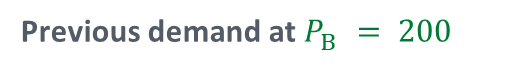 Previous demand at P_B = 200